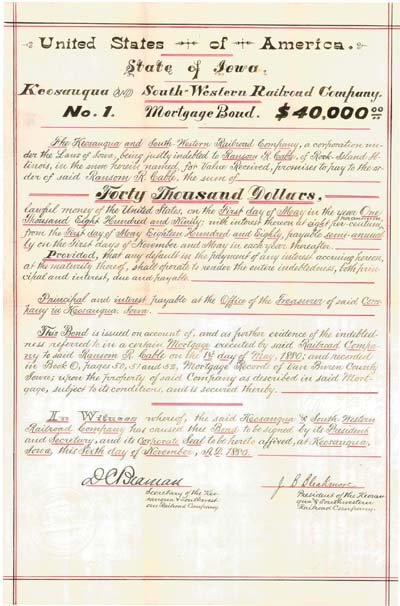 United States of America.
State of Iowa.
Keosauqua AND South-Western Railroad Company.
No. 1. Mortgage Bond. $40,000 00
The Keosauqua and South-Western Railroad Company, a corporation un-
der the Laws of Iowa, being justly indebted to Ransom R. Cable, of Rock Island Il-
linois, in the sum herein named, for Value Received, promises to pay to the or-
der of said Ransom R. Cable, the sum of
Forty Thousand Dollars,
Lawful money of the United States, on the First day of May in the year One
Thousand Eight Hundred and Ninety; with interest thereon at eight per-centum per annum
from the First day of May Eighteen Hundred and Eighty, payable semi-annual-
ly on the First days of November and May in each year thereafter.
Provided, that any default in the payment of any interest accruing hereon,
at the maturity thereof, shall operate to render the entire indebtedness, both prin-
cipal and interest, due and payable.
Principal and interest payable at the Office of the Treasurer of said Com-
pany in Keosauqua, Iowa.
This Bond is issued on account of, and as further evidence of the indebted-
ness referred to in a certain Mortgage executed by said Railroad Compa-
ny to said Ransom R. Cable on the 1st day of May, 1880; and recorded
in Book O, pages 50, 51 and 52, Mortgage Record of Van Buren County
Iowa; upon the property of said Company as described in said Mort-
gage, subject to its conditions, and is secured thereby.
In Witness whereof, the said Keosauqua & South-Western
Railroad Company has caused this Bond to be signed by its President
and Secretary, and its Corporate Seal to be hereto affixed, at Keosauqua,
Iowa, this Sixth day of November, A.D. 1880.
D C Beaman J B Blackmore
Secretary of the Keo- President of the Keosau-
sauqua & Southwest- qua & Southwestern
ern Railroad Company Railroad Company.